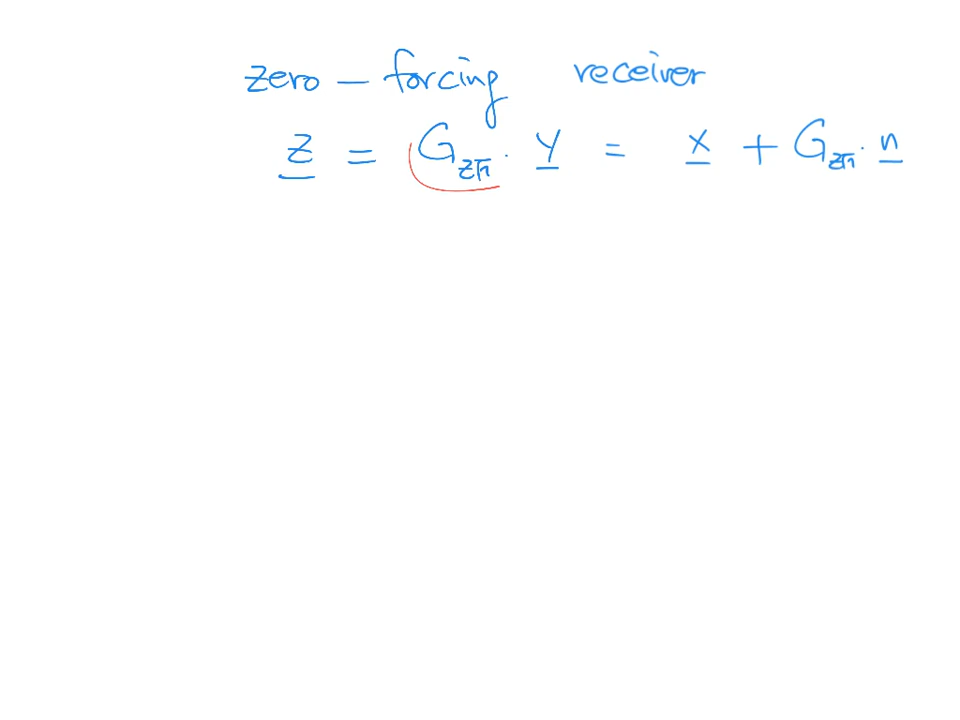 zero – forcing receiver
z = G_ZF · y = x + G_ZF · n